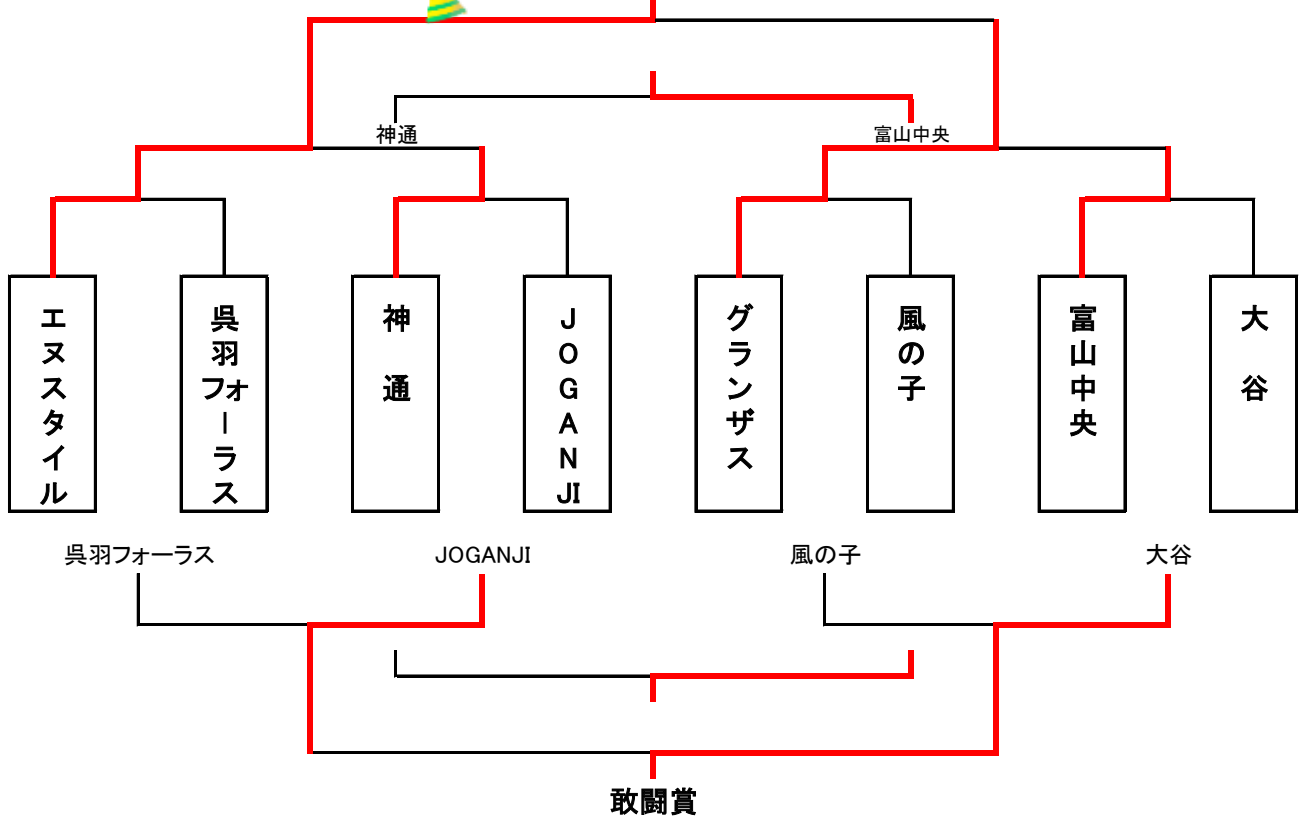 神通
富山中央
エヌスタイル
呉羽フォーラス
神通
JOGANJI
グランザス
風の子
富山中央
大谷
呉羽フォーラス
JOGANJI
風の子
大谷
敢闘賞